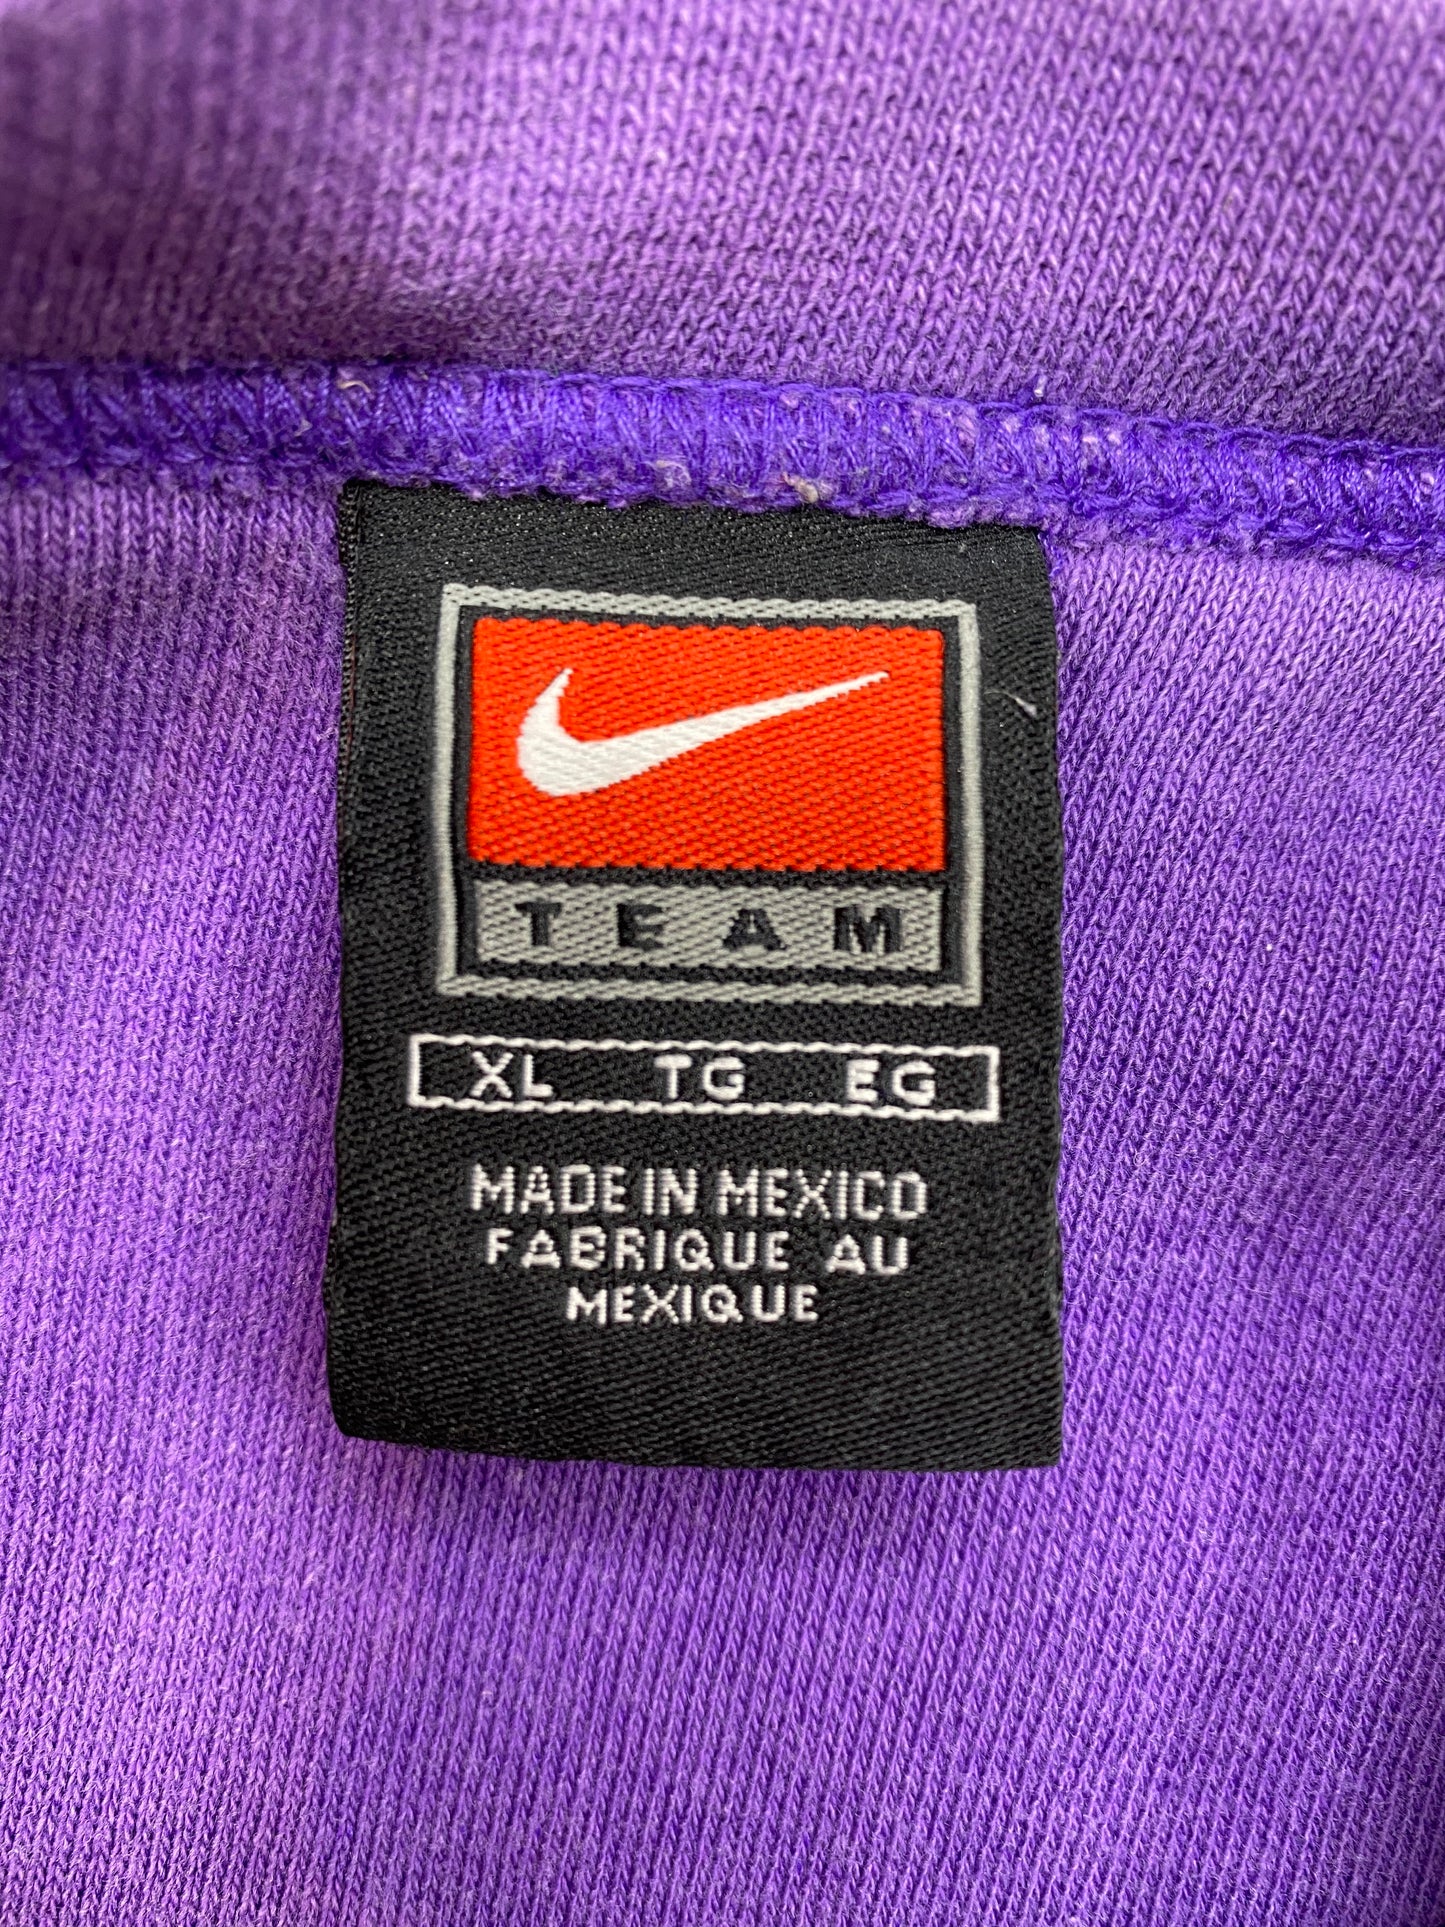 TEAM
XL TG EG
MADE IN MEXICO
FABRIQUE AU
MEXIQUE